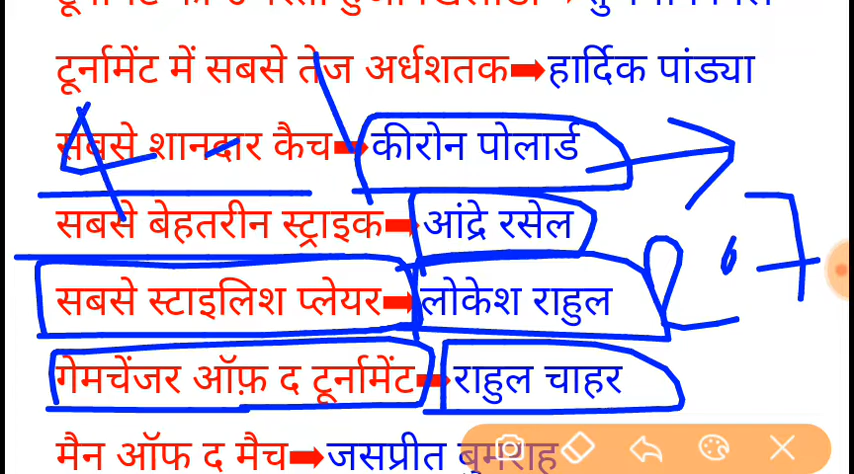 टूर्नामेंट में सबसे तेज अर्धशतक➡हार्दिक पांड्या
सबसे शानदार कैच➡कीरोन पोलार्ड
सबसे बेहतरीन स्ट्राइक➡आंद्रे रसेल
सबसे स्टाइलिश प्लेयर➡लोकेश राहुल
गेमचेंजर ऑफ़ द टूर्नामेंट➡राहुल चाहर
मैन ऑफ द मैच➡जसप्रीत बुमराह